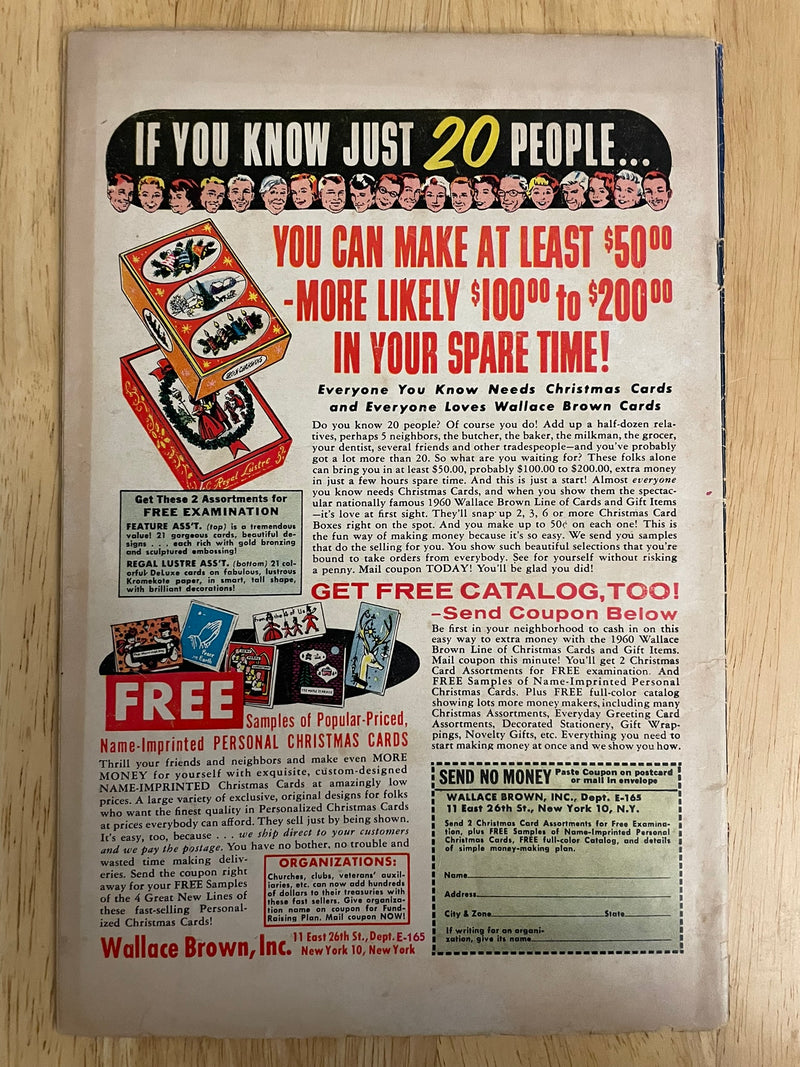 IF YOU KNOW JUST 20 PEOPLE...
YOU CAN MAKE AT LEAST $50⁰⁰
-MORE LIKELY $100⁰⁰ to $200⁰⁰
IN YOUR SPARE TIME!
Everyone You Know Needs Christmas Cards
and Everyone Loves Wallace Brown Cards
Do you know 20 people? Of course you do! Add up a half-dozen rela-
tives, perhaps 5 neighbors, the butcher, the baker, the milkman, the grocer,
your dentist, several friends and other tradespeople—and you've probably
got a lot more than 20. So what are you waiting for? These folks alone
can bring you in at least $50.00, probably $100.00 to $200.00, extra money
in just a few hours spare time. And this is just a start! Almost everyone
you know needs Christmas Cards, and when you show them the spectac-
ular nationally famous 1960 Wallace Brown Line of Cards and Gift Items
—it's love at first sight. They'll snap up 2, 3, 6 or more Christmas Card
Boxes right on the spot. And you make up to 50¢ on each one! This is
the fun way of making money because it's so easy. We send you samples
that do the selling for you. You show such beautiful selections that you're
bound to take orders from everybody. See for yourself without risking
a penny. Mail coupon TODAY! You'll be glad you did!
Regal Lustre
Get These 2 Assortments for
FREE EXAMINATION
FEATURE ASS'T. (top) is a tremendous
value! 21 gorgeous cards, beautiful de-
signs . . . each rich with gold bronzing
and sculptured embossing!
REGAL LUSTRE ASS'T. (bottom) 21 col-
orful DeLuxe cards on fabulous, lustrous
Kromekote paper, in smart, tall shape,
with brilliant decorations!
GET FREE CATALOG, TOO!
–Send Coupon Below
Be first in your neighborhood to cash in on this
easy way to extra money with the 1960 Wallace
Brown Line of Christmas Cards and Gift Items.
Mail coupon this minute! You'll get 2 Christmas
Card Assortments for FREE examination. And
FREE Samples of Name-Imprinted Personal
Christmas Cards. Plus FREE full-color catalog
showing lots more money makers, including many
Christmas Assortments, Everyday Greeting Card
Assortments, Decorated Stationery, Gift Wrap-
pings, Novelty Gifts, etc. Everything you need to
start making money at once and we show you how.
Peace
on Earth
From the of Us
FREE
Samples of Popular-Priced,
Name-Imprinted PERSONAL CHRISTMAS CARDS
Thrill your friends and neighbors and make even MORE
MONEY for yourself with exquisite, custom-designed
NAME-IMPRINTED Christmas Cards at amazingly low
prices. A large variety of exclusive, original designs for folks
who want the finest quality in Personalized Christmas Cards
at prices everybody can afford. They sell just by being shown.
It's easy, too, because . . . we ship direct to your customers
and we pay the postage. You have no bother, no trouble and
wasted time making deliv-
eries. Send the coupon right
away for your FREE Samples
of the 4 Great New Lines of
these fast-selling Personal-
ized Christmas Cards!
ORGANIZATIONS:
Churches, clubs, veterans' auxil-
iaries, etc. can now add hundreds
of dollars to their treasuries with
these fast sellers. Give organiza-
tion name on coupon for Fund-
Raising Plan. Mail coupon NOW!
Wallace Brown, Inc. 11 East 26th St., Dept. E-165
New York 10, New York
SEND NO MONEY Paste Coupon on postcard
or mail in envelope
WALLACE BROWN, INC., Dept. E-165
11 East 26th St., New York 10, N.Y.
Send 2 Christmas Card Assortments for Free Examina-
tion, plus FREE Samples of Name-Imprinted Personal
Christmas Cards, FREE full-color Catalog, and details
of simple money-making plan.
Name
Address
City & Zone State
If writing for an organi-
zation, give its name